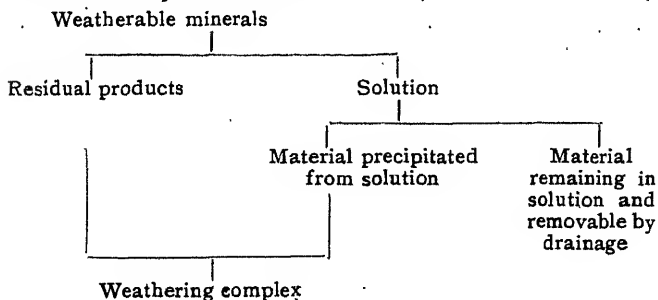 Weatherable minerals
Residual products
Solution
Material precipitated
from solution
Material
remaining in
solution and
removable by
drainage
Weathering complex